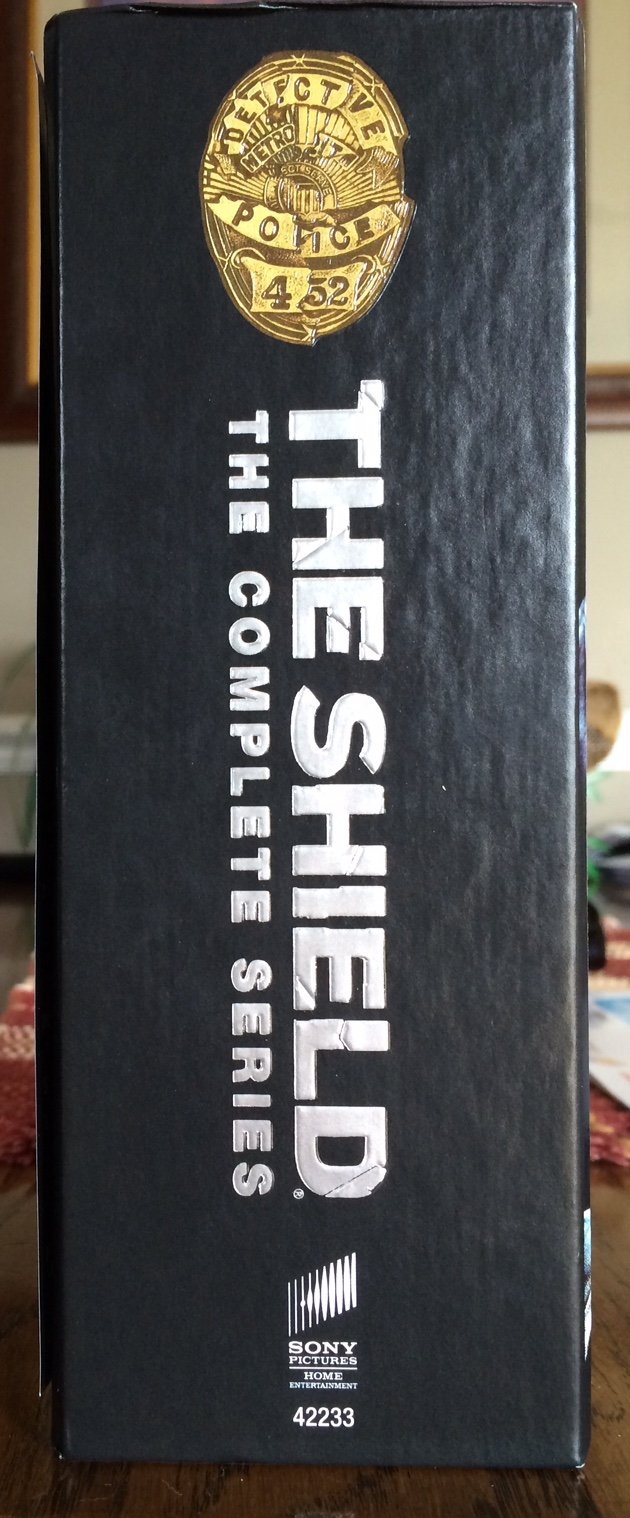 DETECTIVE
METRO
POLICE
452
THE SHIELD®
THE COMPLETE SERIES
SONY
PICTURES
HOME
ENTERTAINMENT
42233